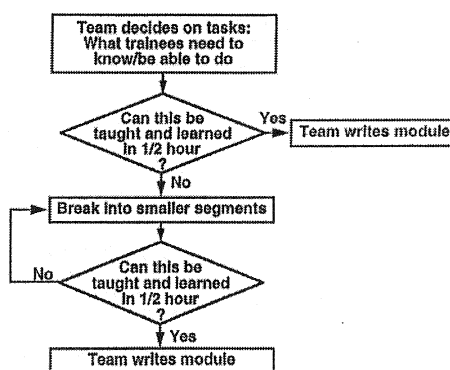 Team decides on tasks:
What trainees need to
know/be able to do
Can this be
taught and learned
in 1/2 hour
?
Yes
Team writes module
No
Break into smaller segments
No
Can this be
taught and learned
in 1/2 hour
?
Yes
Team writes module